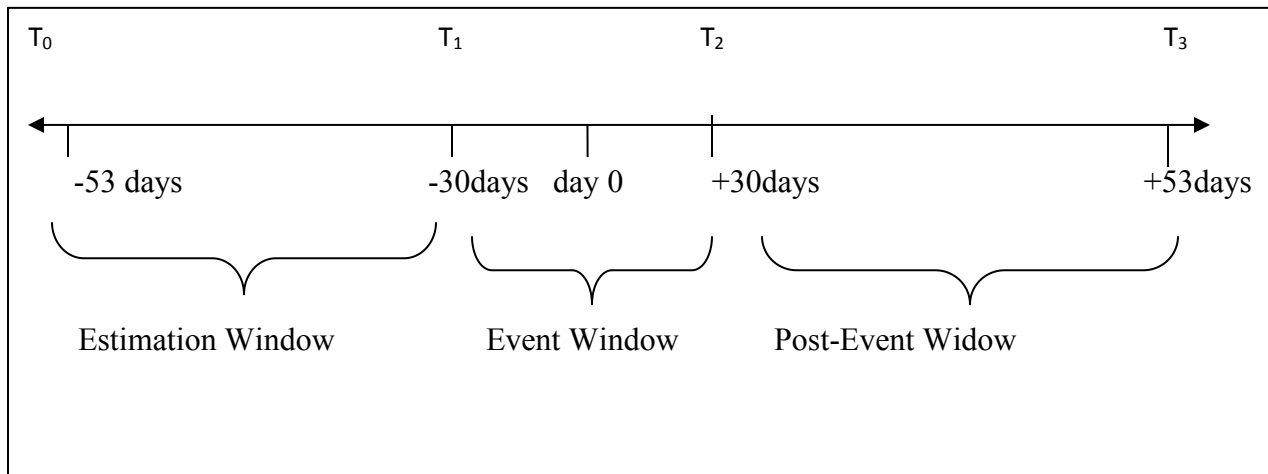 T₀ T₁ T₂ T₃
-53 days -30days day 0 +30days +53days
Estimation Window Event Window Post-Event Widow